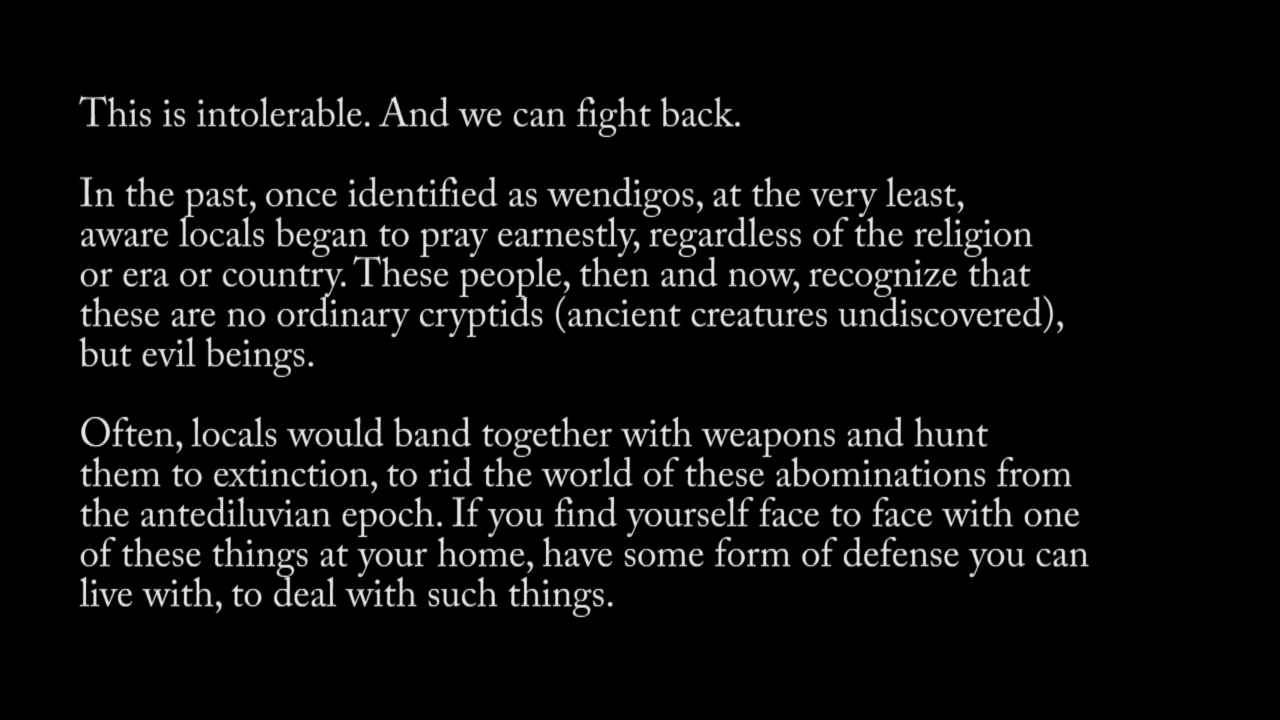 This is intolerable. And we can fight back.
In the past, once identified as wendigos, at the very least,
aware locals began to pray earnestly, regardless of the religion
or era or country. These people, then and now, recognize that
these are no ordinary cryptids (ancient creatures undiscovered),
but evil beings.
Often, locals would band together with weapons and hunt
them to extinction, to rid the world of these abominations from
the antediluvian epoch. If you find yourself face to face with one
of these things at your home, have some form of defense you can
live with, to deal with such things.